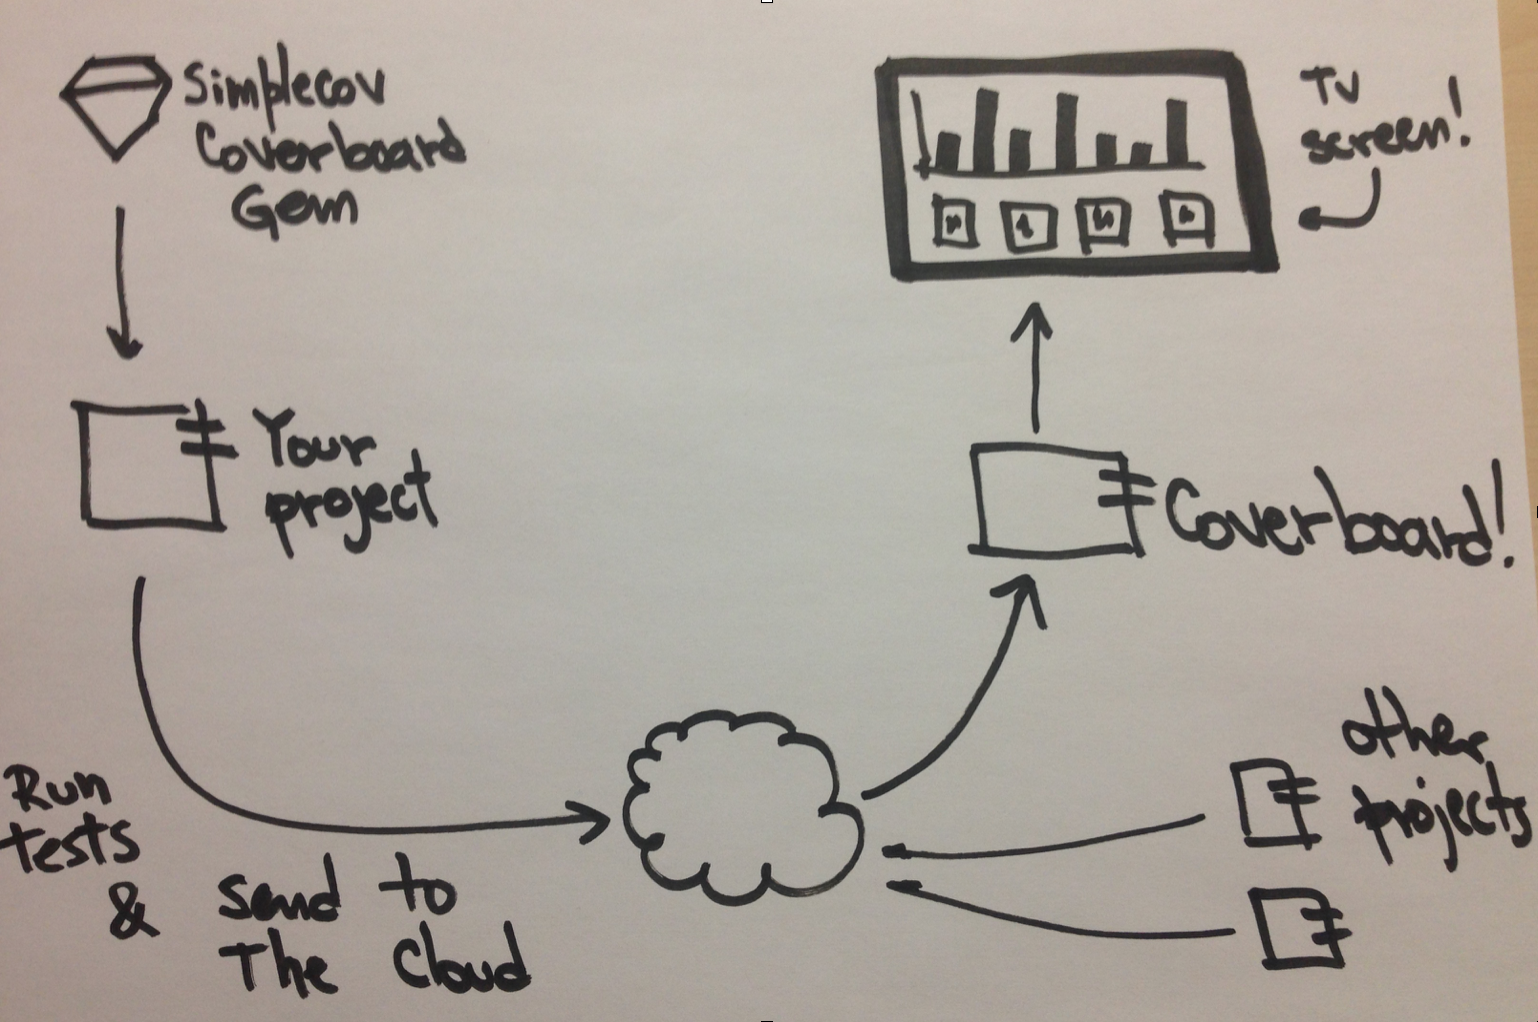 Simplecov
Coverboard
Gem
TV
screen!
Your
project
Coverboard!
Run
tests
&
send to
The Cloud
other
projects